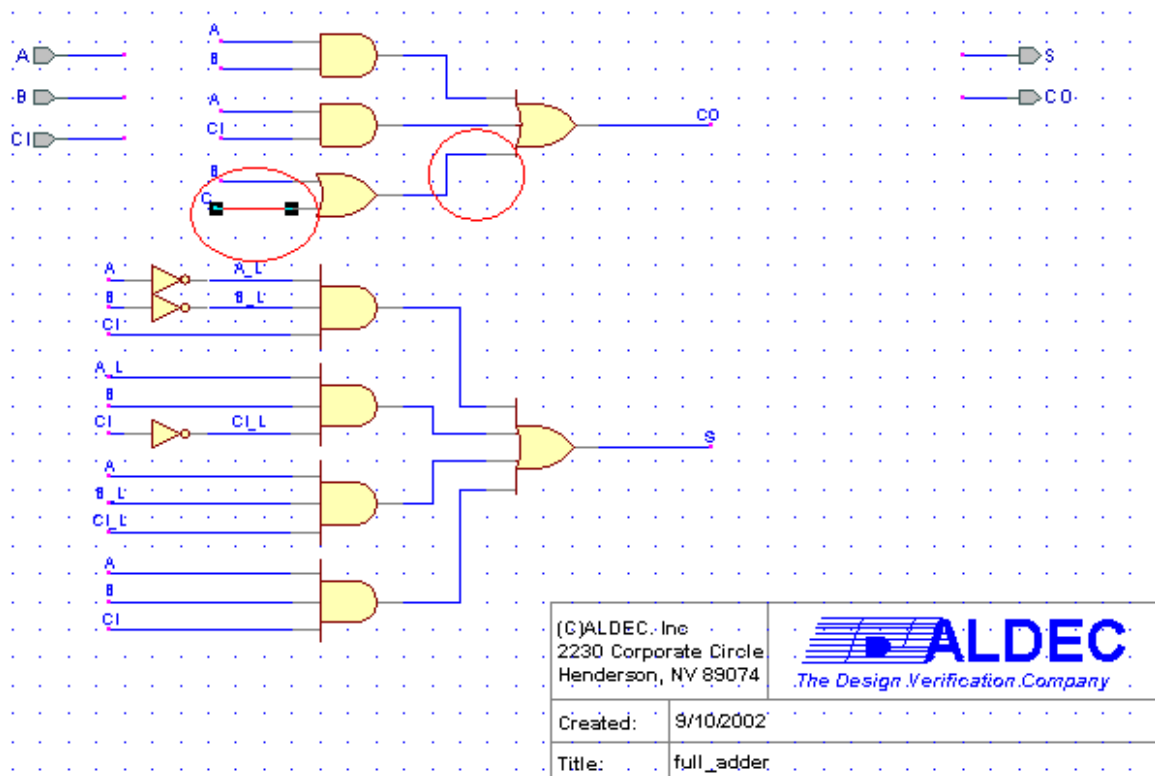 A
B
CI
A
B
A
CI
B
C
CO
S
CO
A
A_L
B
B_L
CI
A_L
B
CI
CI_L
A
B_L
CI_L
A
B
CI
S
(C)ALDEC. Inc
2230 Corporate Circle
Henderson, NV 89074
ALDEC
The Design Verification Company
Created: 9/10/2002
Title: full_adder